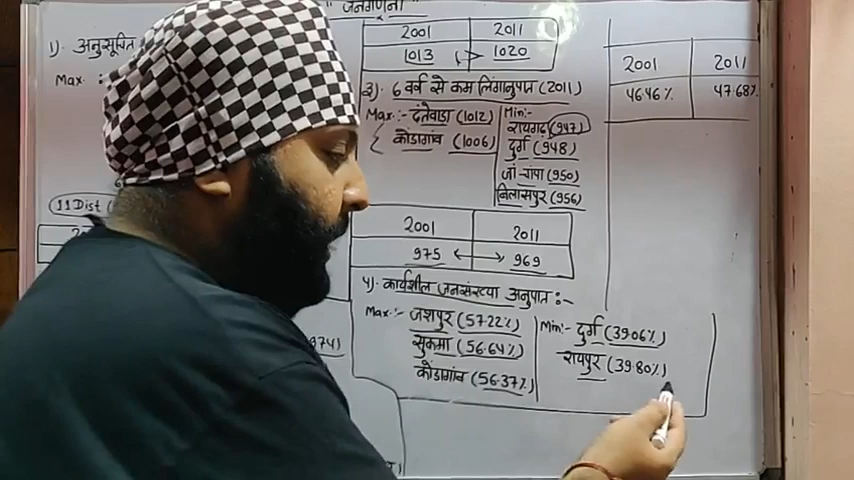 " जनगणना "
1). अनुसूचित
Max :
11 Dist (
974)
2001 2011
1013 1020 (947)
3). 6 वर्ष से कम लिंगानुपात (2011)
Max :- दंतेवाडा (1012)
कोंडागांव (1006)
Min:-
रायगढ (947)
दुर्ग (948)
जां-चांपा (950)
बिलासपुर (956)
2001 2011
975 969
4). कार्यशील जनसंख्या अनुपात :-
Max :- जशपुर (57.22%)
सुकमा (56.64%)
कोंडागांव (56.37%)
Min :- दुर्ग (39.06%)
रायपुर (39.80%)
2001 2011
46.46% 47.68%